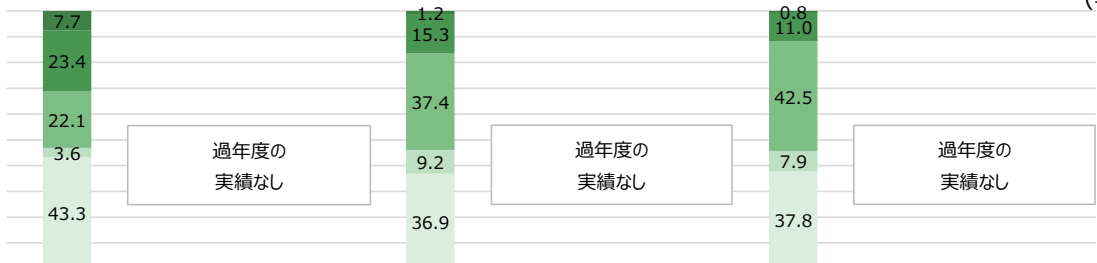 7.7
23.4
22.1
3.6
43.3
過年度の
実績なし
1.2
15.3
37.4
9.2
36.9
過年度の
実績なし
0.8
11.0
42.5
7.9
37.8
過年度の
実績なし